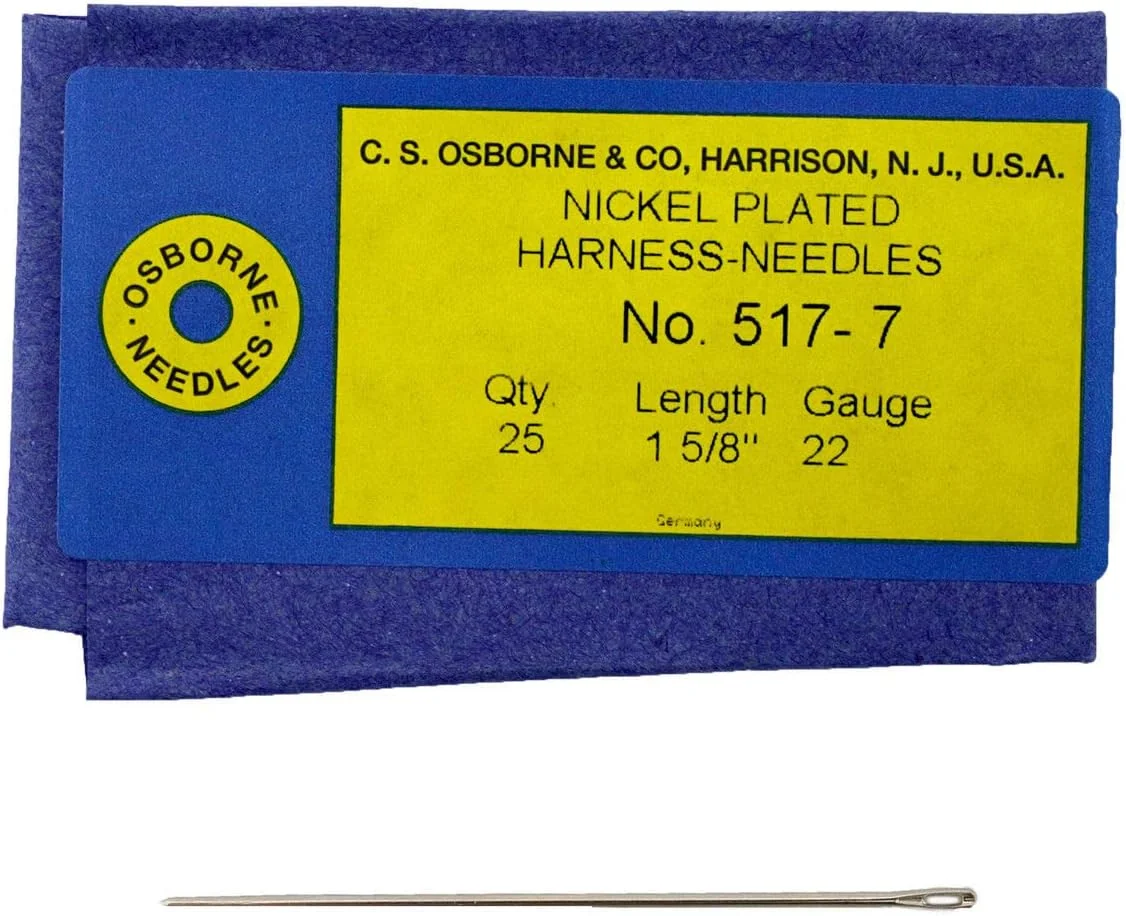 OSBORNE
· NEEDLES ·
C. S. OSBORNE & CO, HARRISON, N. J., U.S.A.
NICKEL PLATED
HARNESS-NEEDLES
No. 517- 7
Qty. Length Gauge
25 1 5/8" 22
Germany